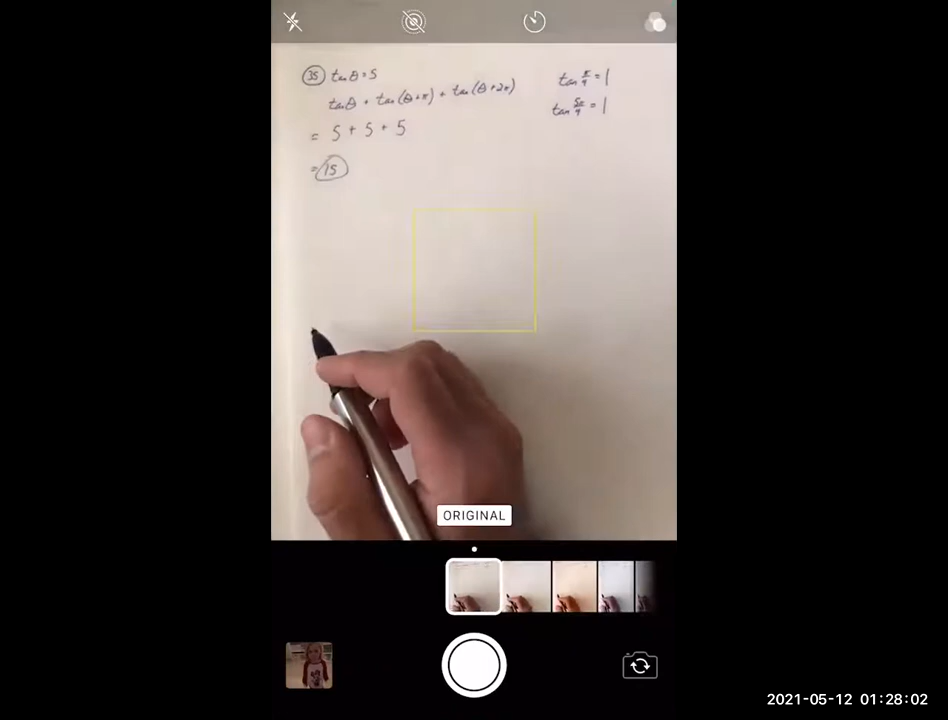 35 tan θ = 5
tan θ + tan(θ+π) + tan(θ+2π)
= 5 + 5 + 5
= 15
tan π/4 = 1
tan 5π/4 = 1
ORIGINAL
2021-05-12 01:28:02